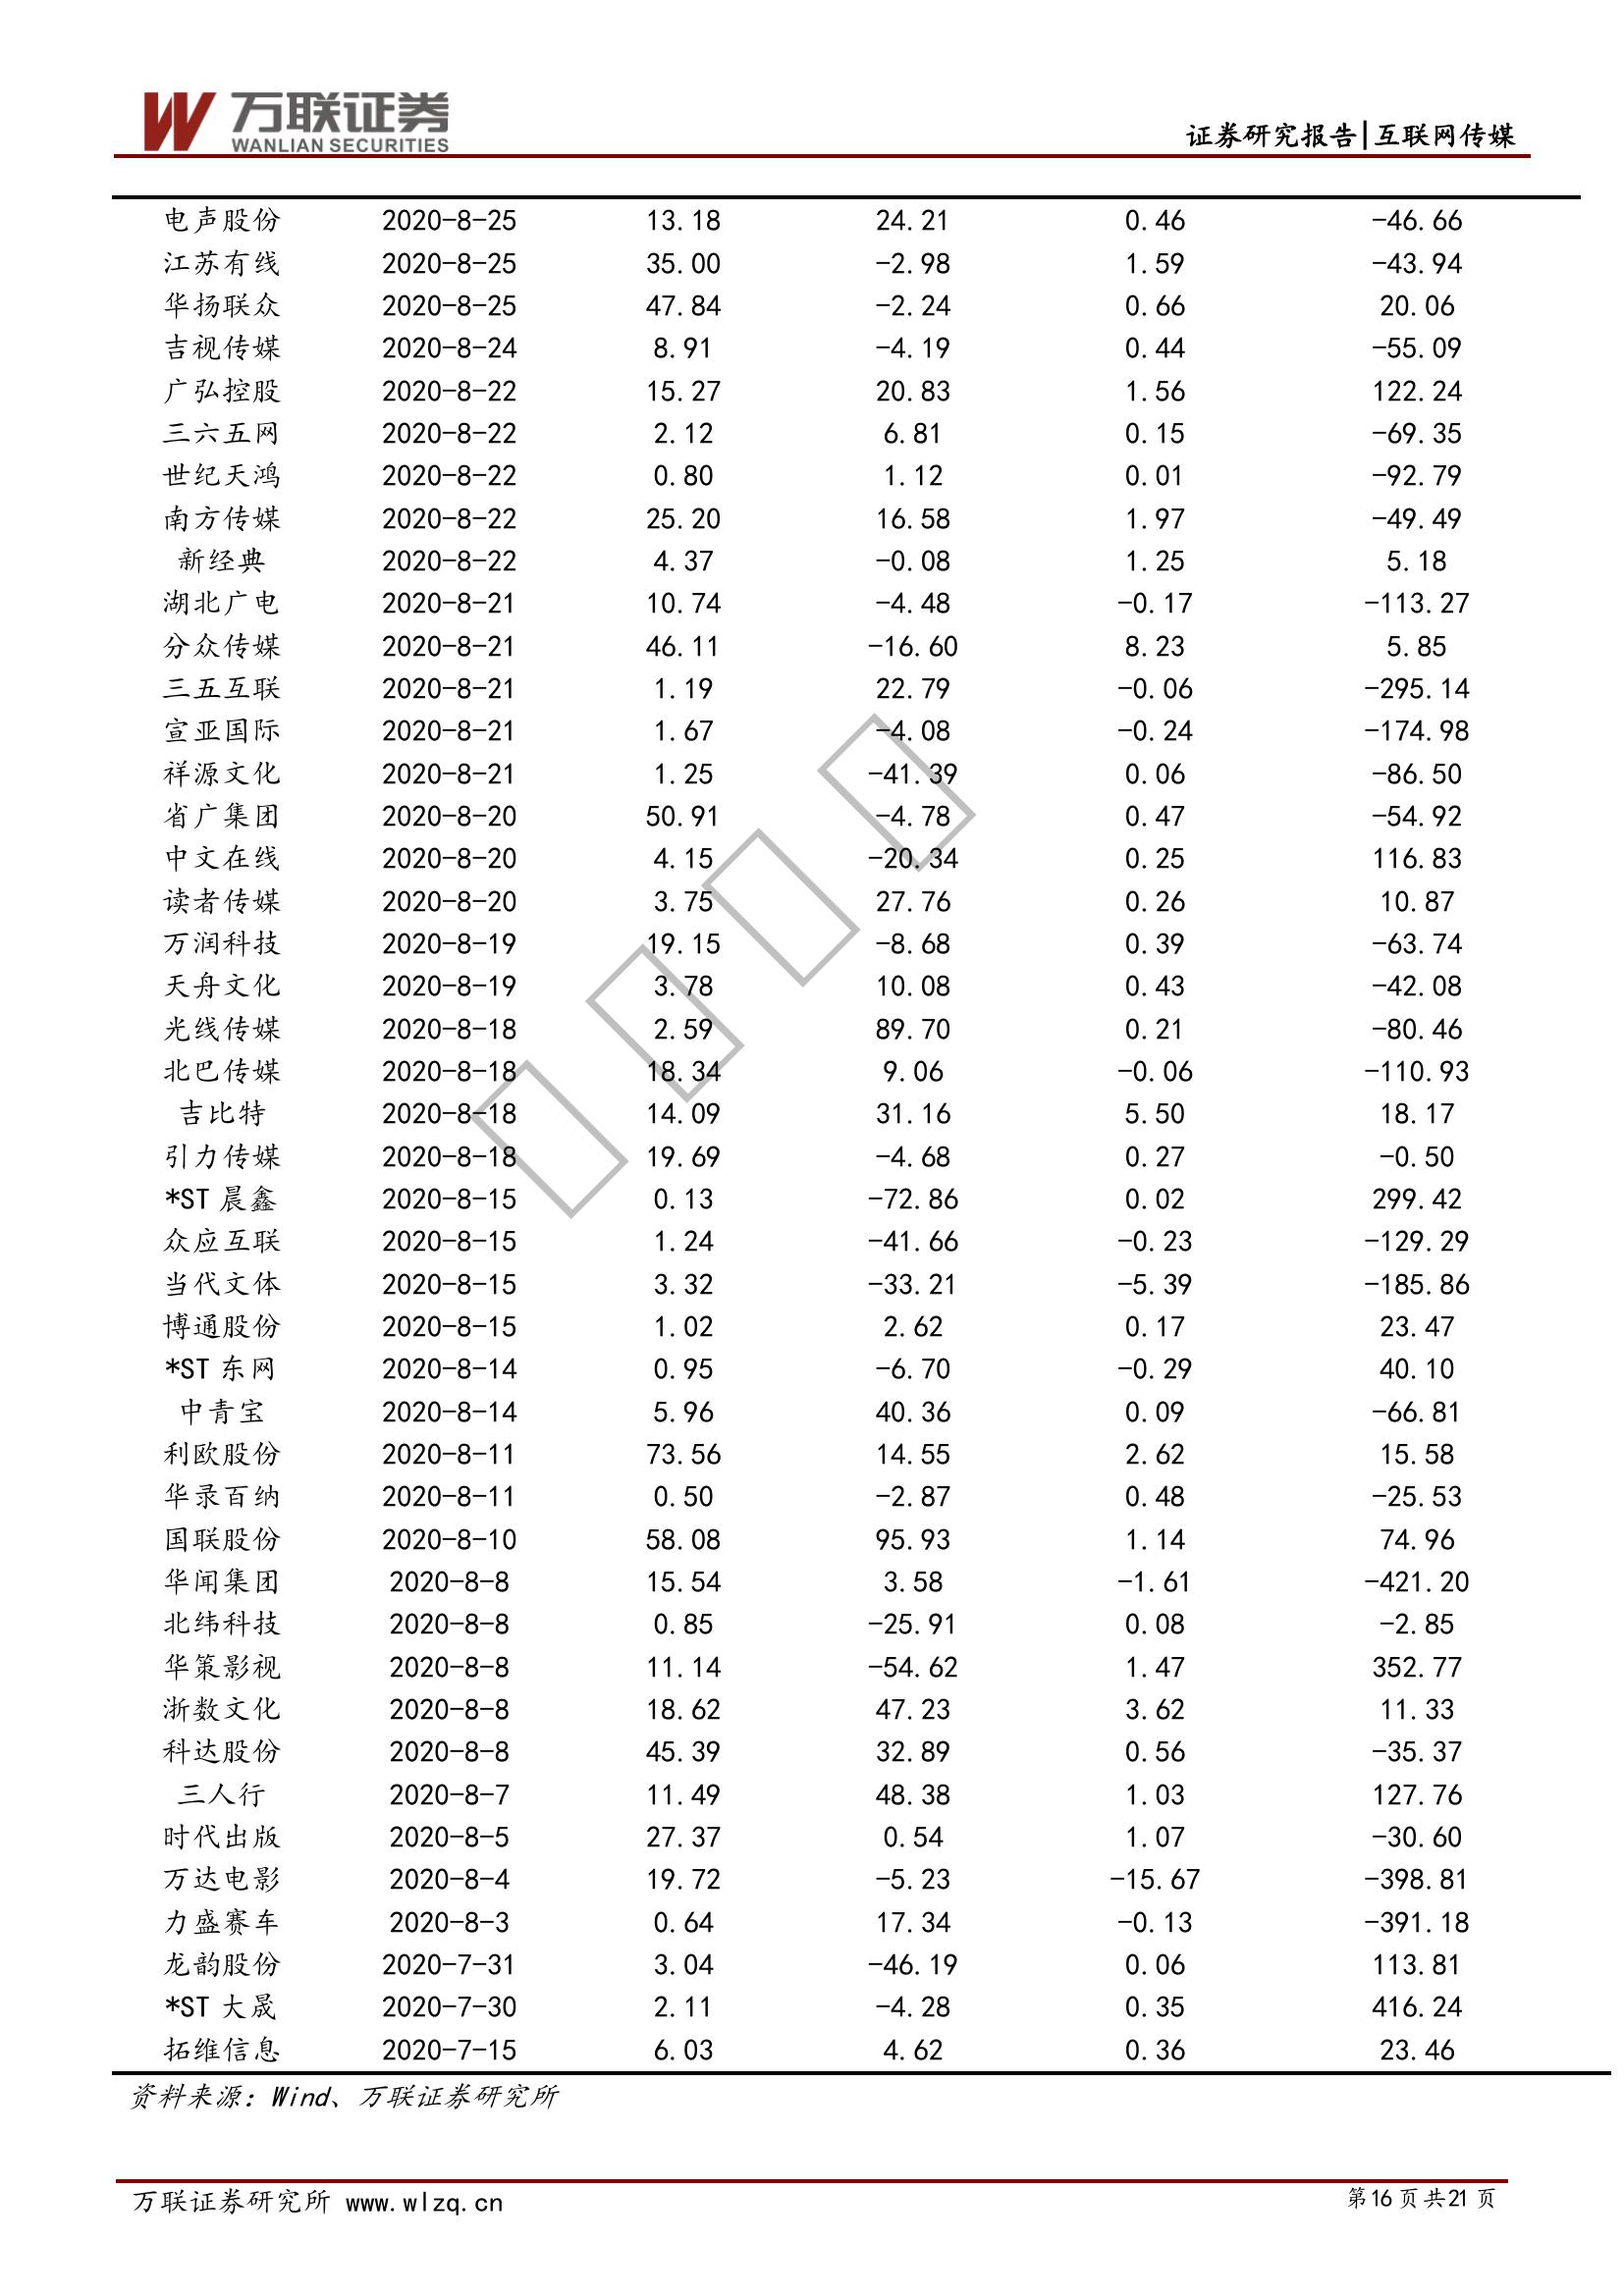 万联证券
WANLIAN SECURITIES
证券研究报告|互联网传媒
电声股份 2020-8-25 13.18 24.21 0.46 -46.66
江苏有线 2020-8-25 35.00 -2.98 1.59 -43.94
华扬联众 2020-8-25 47.84 -2.24 0.66 20.06
吉视传媒 2020-8-24 8.91 -4.19 0.44 -55.09
广弘控股 2020-8-22 15.27 20.83 1.56 122.24
三六五网 2020-8-22 2.12 6.81 0.15 -69.35
世纪天鸿 2020-8-22 0.80 1.12 0.01 -92.79
南方传媒 2020-8-22 25.20 16.58 1.97 -49.49
新经典 2020-8-22 4.37 -0.08 1.25 5.18
湖北广电 2020-8-21 10.74 -4.48 -0.17 -113.27
分众传媒 2020-8-21 46.11 -16.60 8.23 5.85
三五互联 2020-8-21 1.19 22.79 -0.06 -295.14
宣亚国际 2020-8-21 1.67 -4.08 -0.24 -174.98
祥源文化 2020-8-21 1.25 -41.39 0.06 -86.50
省广集团 2020-8-20 50.91 -4.78 0.47 -54.92
中文在线 2020-8-20 4.15 -20.34 0.25 116.83
读者传媒 2020-8-20 3.75 27.76 0.26 10.87
万润科技 2020-8-19 19.15 -8.68 0.39 -63.74
天舟文化 2020-8-19 3.78 10.08 0.43 -42.08
光线传媒 2020-8-18 2.59 89.70 0.21 -80.46
北巴传媒 2020-8-18 18.34 9.06 -0.06 -110.93
吉比特 2020-8-18 14.09 31.16 5.50 18.17
引力传媒 2020-8-18 19.69 -4.68 0.27 -0.50
*ST 晨鑫 2020-8-15 0.13 -72.86 0.02 299.42
众应互联 2020-8-15 1.24 -41.66 -0.23 -129.29
当代文体 2020-8-15 3.32 -33.21 -5.39 -185.86
博通股份 2020-8-15 1.02 2.62 0.17 23.47
*ST 东网 2020-8-14 0.95 -6.70 -0.29 40.10
中青宝 2020-8-14 5.96 40.36 0.09 -66.81
利欧股份 2020-8-11 73.56 14.55 2.62 15.58
华录百纳 2020-8-11 0.50 -2.87 0.48 -25.53
国联股份 2020-8-10 58.08 95.93 1.14 74.96
华闻集团 2020-8-8 15.54 3.58 -1.61 -421.20
北纬科技 2020-8-8 0.85 -25.91 0.08 -2.85
华策影视 2020-8-8 11.14 -54.62 1.47 352.77
浙数文化 2020-8-8 18.62 47.23 3.62 11.33
科达股份 2020-8-8 45.39 32.89 0.56 -35.37
三人行 2020-8-7 11.49 48.38 1.03 127.76
时代出版 2020-8-5 27.37 0.54 1.07 -30.60
万达电影 2020-8-4 19.72 -5.23 -15.67 -398.81
力盛赛车 2020-8-3 0.64 17.34 -0.13 -391.18
龙韵股份 2020-7-31 3.04 -46.19 0.06 113.81
*ST 大晟 2020-7-30 2.11 -4.28 0.35 416.24
拓维信息 2020-7-15 6.03 4.62 0.36 23.46
资料来源：Wind、万联证券研究所
万联证券研究所 www.wlzq.cn 第16页共21页